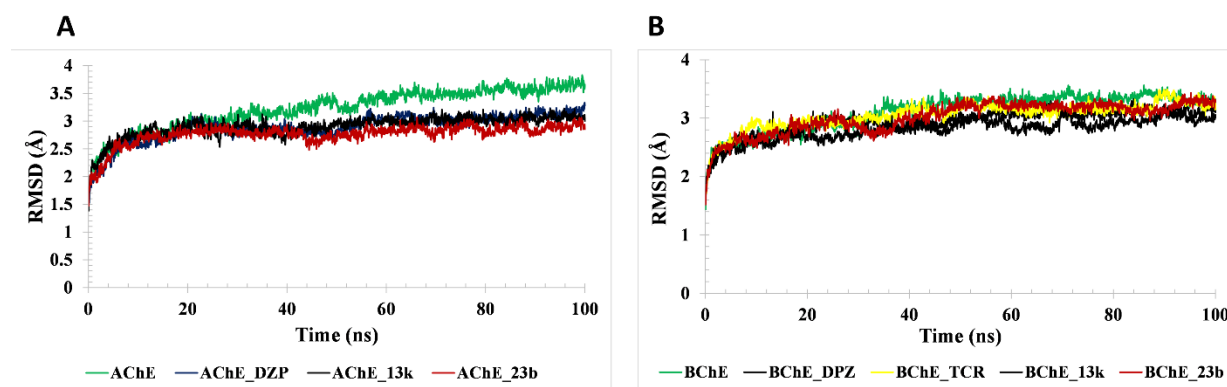 A
4
3.5
3
2.5
2
1.5
1
0.5
0
RMSD (Å)
0 20 40 60 80 100
Time (ns)
AChE AChE_DZP AChE_13k AChE_23b
B
4
3
2
1
0
RMSD (Å)
0 20 40 60 80 100
Time (ns)
BChE BChE_DPZ BChE_TCR BChE_13k BChE_23b